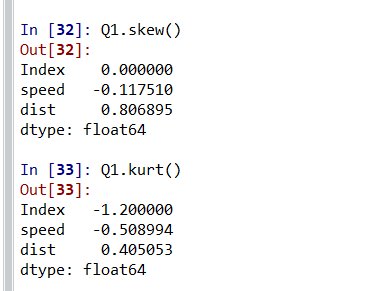 In [32]: Q1.skew()
Out[32]:
Index    0.000000
speed   -0.117510
dist     0.806895
dtype: float64
In [33]: Q1.kurt()
Out[33]:
Index   -1.200000
speed   -0.508994
dist     0.405053
dtype: float64